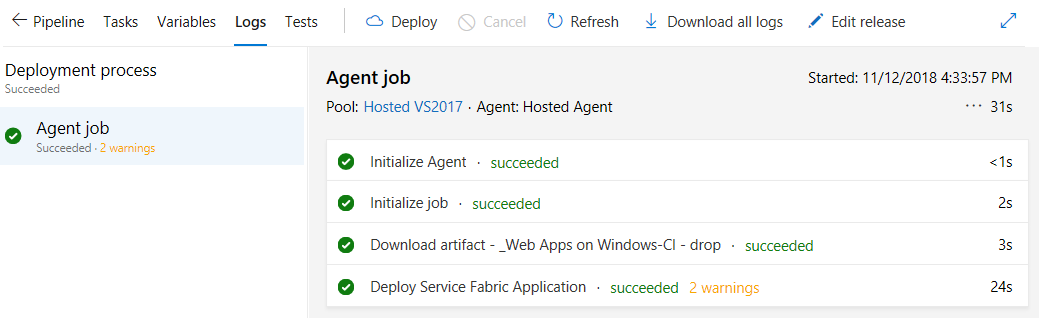 Pipeline Tasks Variables Logs Tests Deploy Cancel Refresh Download all logs Edit release
Deployment process
Succeeded
Agent job
Succeeded · 2 warnings
Agent job Started: 11/12/2018 4:33:57 PM
Pool: Hosted VS2017 · Agent: Hosted Agent ··· 31s
Initialize Agent · succeeded <1s
Initialize job · succeeded 2s
Download artifact - _Web Apps on Windows-CI - drop · succeeded 3s
Deploy Service Fabric Application · succeeded 2 warnings 24s